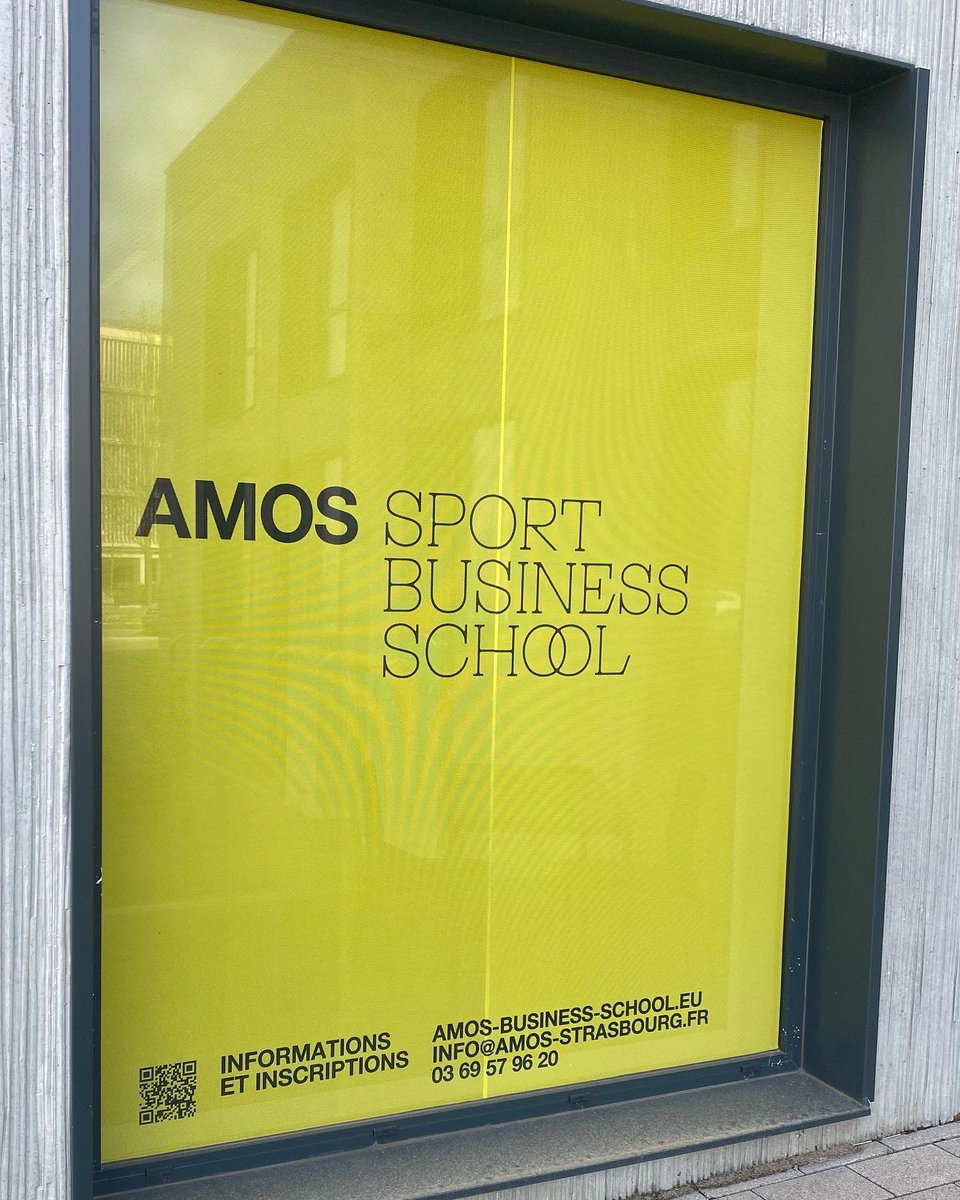 AMOS SPORT
BUSINESS
SCHOOL
INFORMATIONS
ET INSCRIPTIONS
AMOS-BUSINESS-SCHOOL.EU
INFO@AMOS-STRASBOURG.FR
03 69 57 96 20